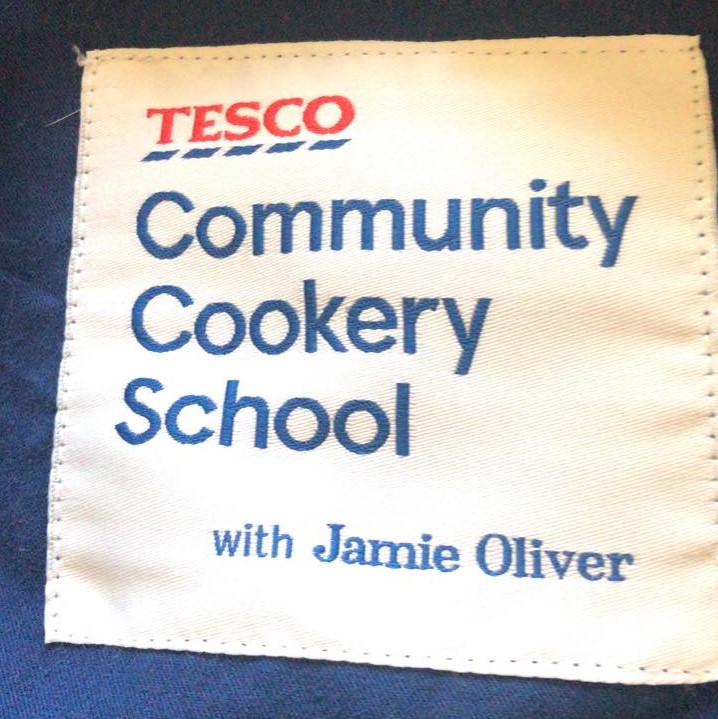 TESCO
Community
Cookery
School
with Jamie Oliver